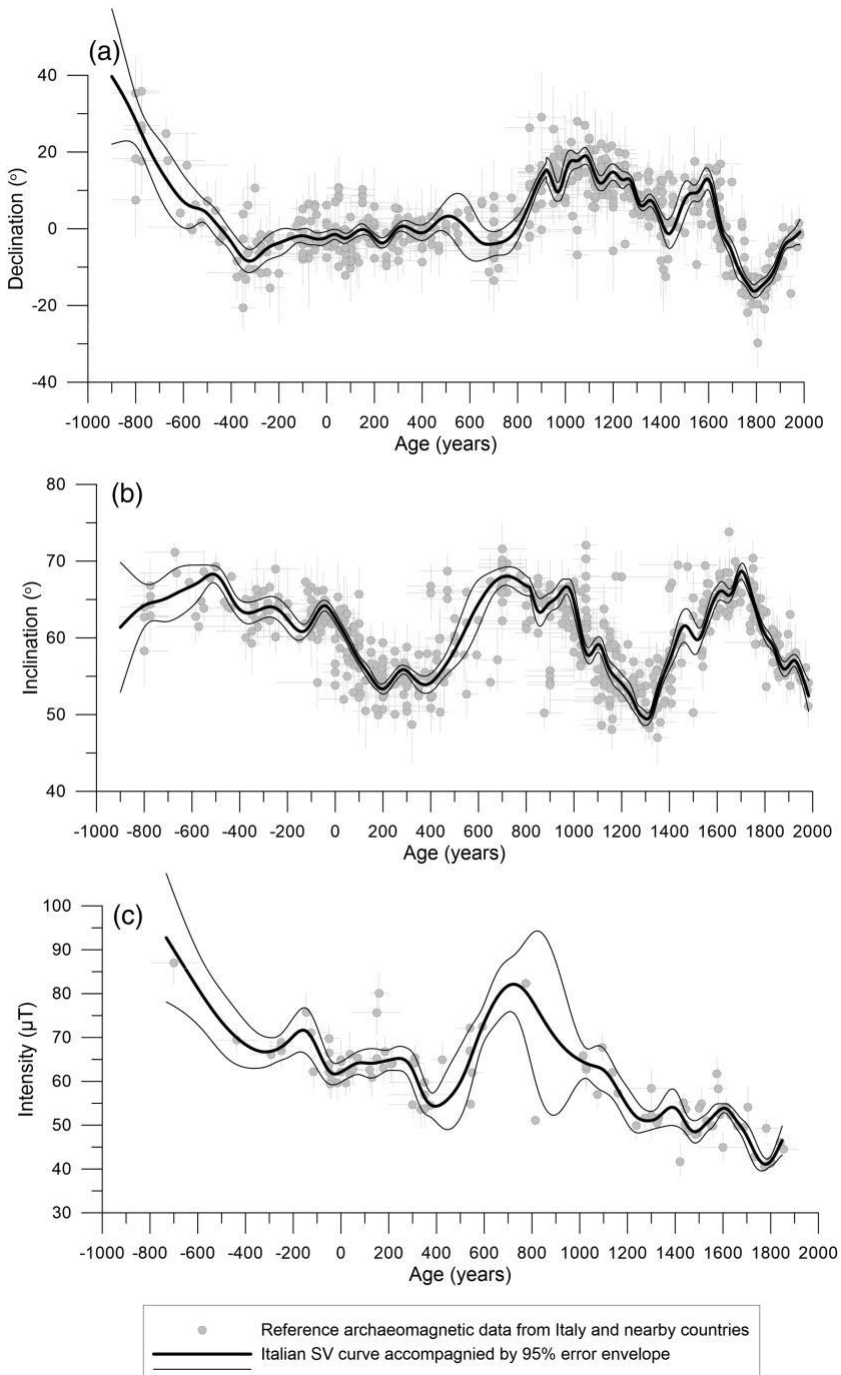 (a)
40
20
0
-20
-40
Declination (°)
-1000 -800 -600 -400 -200 0 200 400 600 800 1000 1200 1400 1600 1800 2000
Age (years)
(b)
80
70
60
50
40
Inclination (°)
-1000 -800 -600 -400 -200 0 200 400 600 800 1000 1200 1400 1600 1800 2000
Age (years)
(c)
100
90
80
70
60
50
40
30
Intensity (μT)
-1000 -800 -600 -400 -200 0 200 400 600 800 1000 1200 1400 1600 1800 2000
Age (years)
Reference archaeomagnetic data from Italy and nearby countries
Italian SV curve accompagnied by 95% error envelope